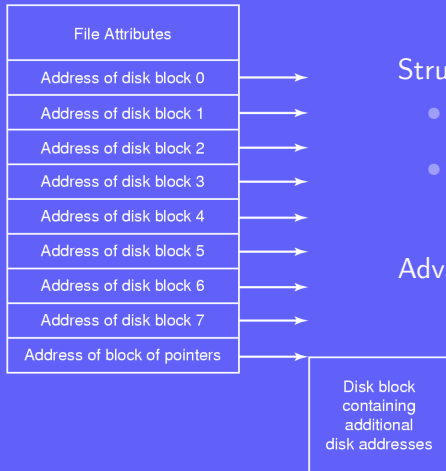 File Attributes
Address of disk block 0
Address of disk block 1
Address of disk block 2
Address of disk block 3
Address of disk block 4
Address of disk block 5
Address of disk block 6
Address of disk block 7
Address of block of pointers
Disk block
containing
additional
disk addresses
Stru
Adv